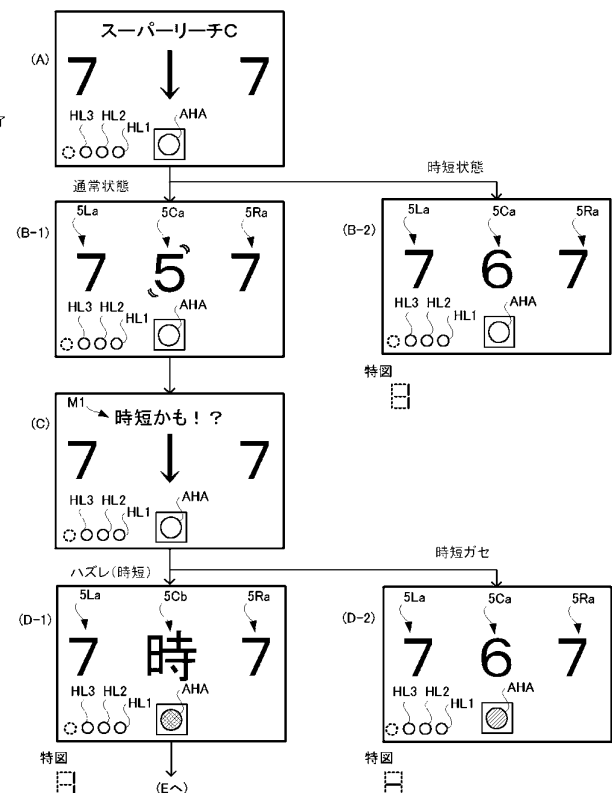 スーパーリーチC
(A)
7 ↓ 7
了
HL3 HL2 HL1 AHA
通常状態
時短状態
(B-1)
5La 5Ca 5Ra
7 5 7
HL3 HL2 HL1 AHA
(B-2)
5La 5Ca 5Ra
7 6 7
HL3 HL2 HL1 AHA
特図
M1
時短かも!?
(C)
7 ↓ 7
HL3 HL2 HL1 AHA
ハズレ(時短)
時短ガセ
(D-1)
5La 5Cb 5Ra
7 時 7
HL3 HL2 HL1 AHA
特図
(Eへ)
(D-2)
5La 5Ca 5Ra
7 6 7
HL3 HL2 HL1 AHA
特図